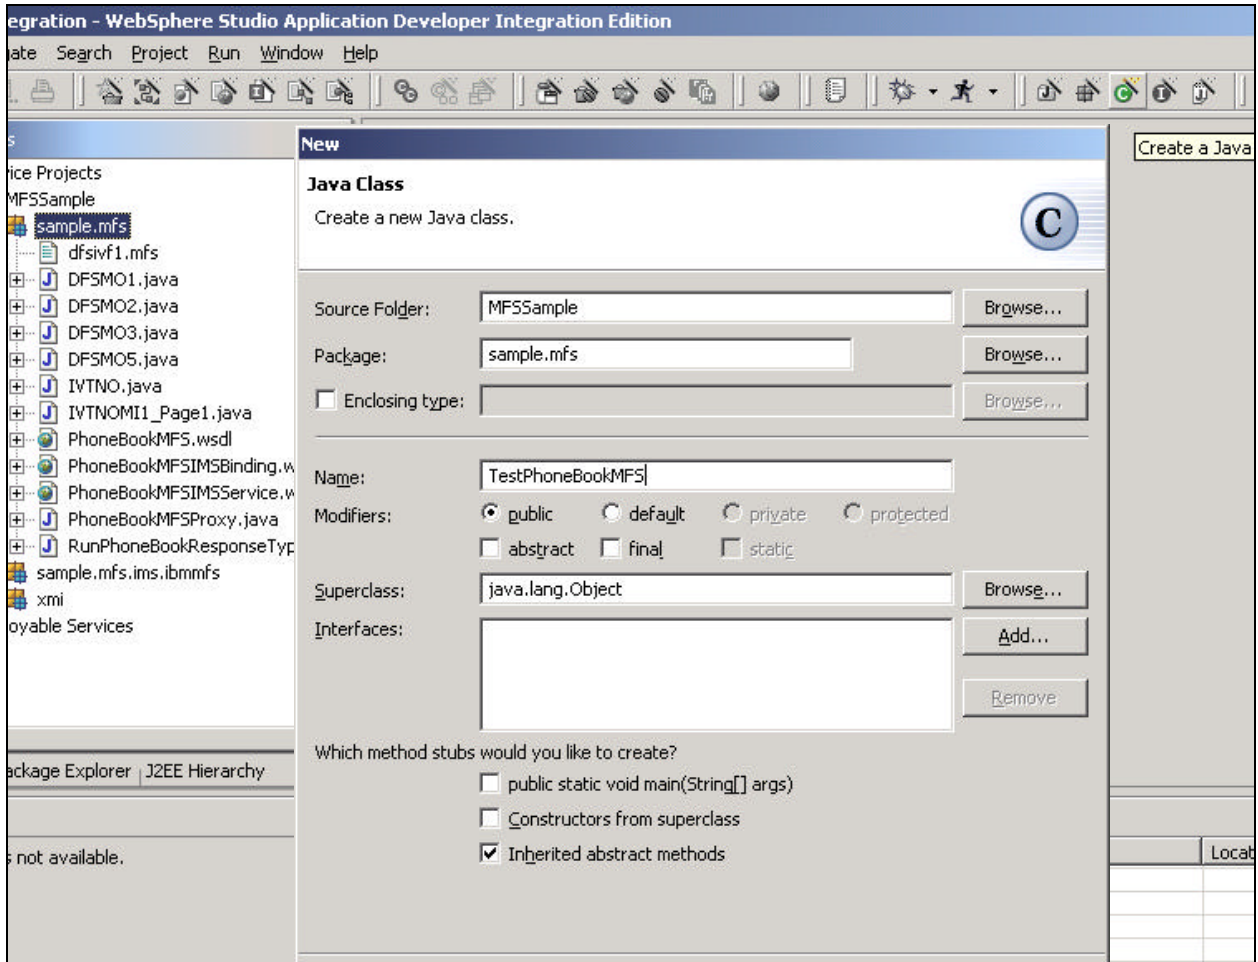 egration - WebSphere Studio Application Developer Integration Edition
gate Search Project Run Window Help
Create a Java
s
vice Projects
MFSSample
sample.mfs
dfsivf1.mfs
DFSMO1.java
DFSMO2.java
DFSMO3.java
DFSMO5.java
IVTNO.java
IVTNOMI1_Page1.java
PhoneBookMFS.wsdl
PhoneBookMFSIMSBinding.w
PhoneBookMFSIMSService.w
PhoneBookMFSProxy.java
RunPhoneBookResponseTyp
sample.mfs.ims.ibmmfs
xmi
oyable Services
ackage Explorer J2EE Hierarchy
s not available.
New
Java Class
Create a new Java class.
C
Source Folder: MFSSample Browse...
Package: sample.mfs Browse...
Enclosing type: Browse...
Name: TestPhoneBookMFS
Modifiers: public default private protected
abstract final static
Superclass: java.lang.Object Browse...
Interfaces: Add...
Remove
Which method stubs would you like to create?
public static void main(String[] args)
Constructors from superclass
Inherited abstract methods
Locat